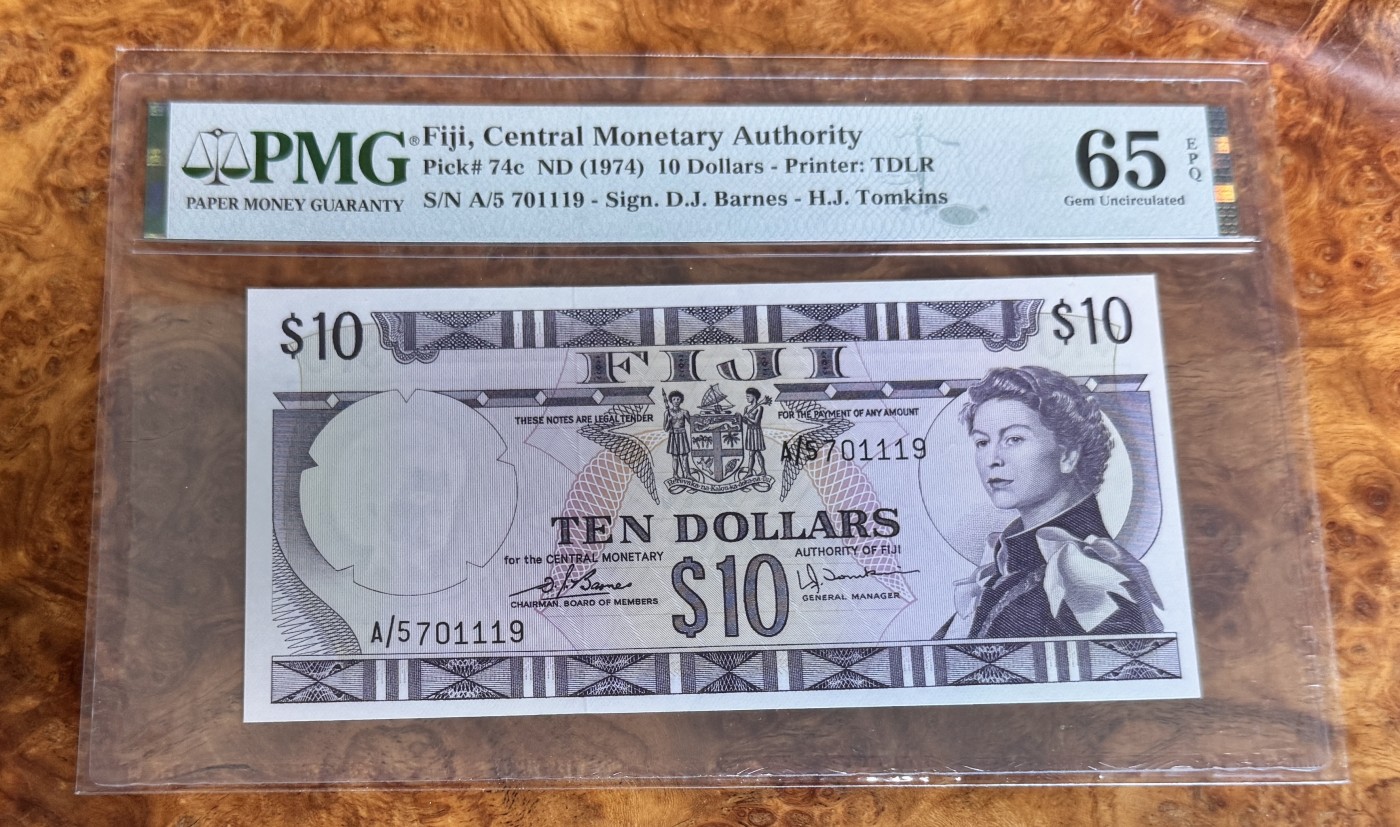 PMG®
PAPER MONEY GUARANTY
Fiji, Central Monetary Authority
Pick# 74c ND (1974) 10 Dollars - Printer: TDLR
S/N A/5 701119 - Sign. D.J. Barnes - H.J. Tomkins
65
EPQ
Gem Uncirculated
$10
$10
FIJI
THESE NOTES ARE LEGAL TENDER
FOR THE PAYMENT OF ANY AMOUNT
A/5701119
TEN DOLLARS
for the CENTRAL MONETARY
AUTHORITY OF FIJI
CHAIRMAN, BOARD OF MEMBERS
$10
GENERAL MANAGER
A/5701119